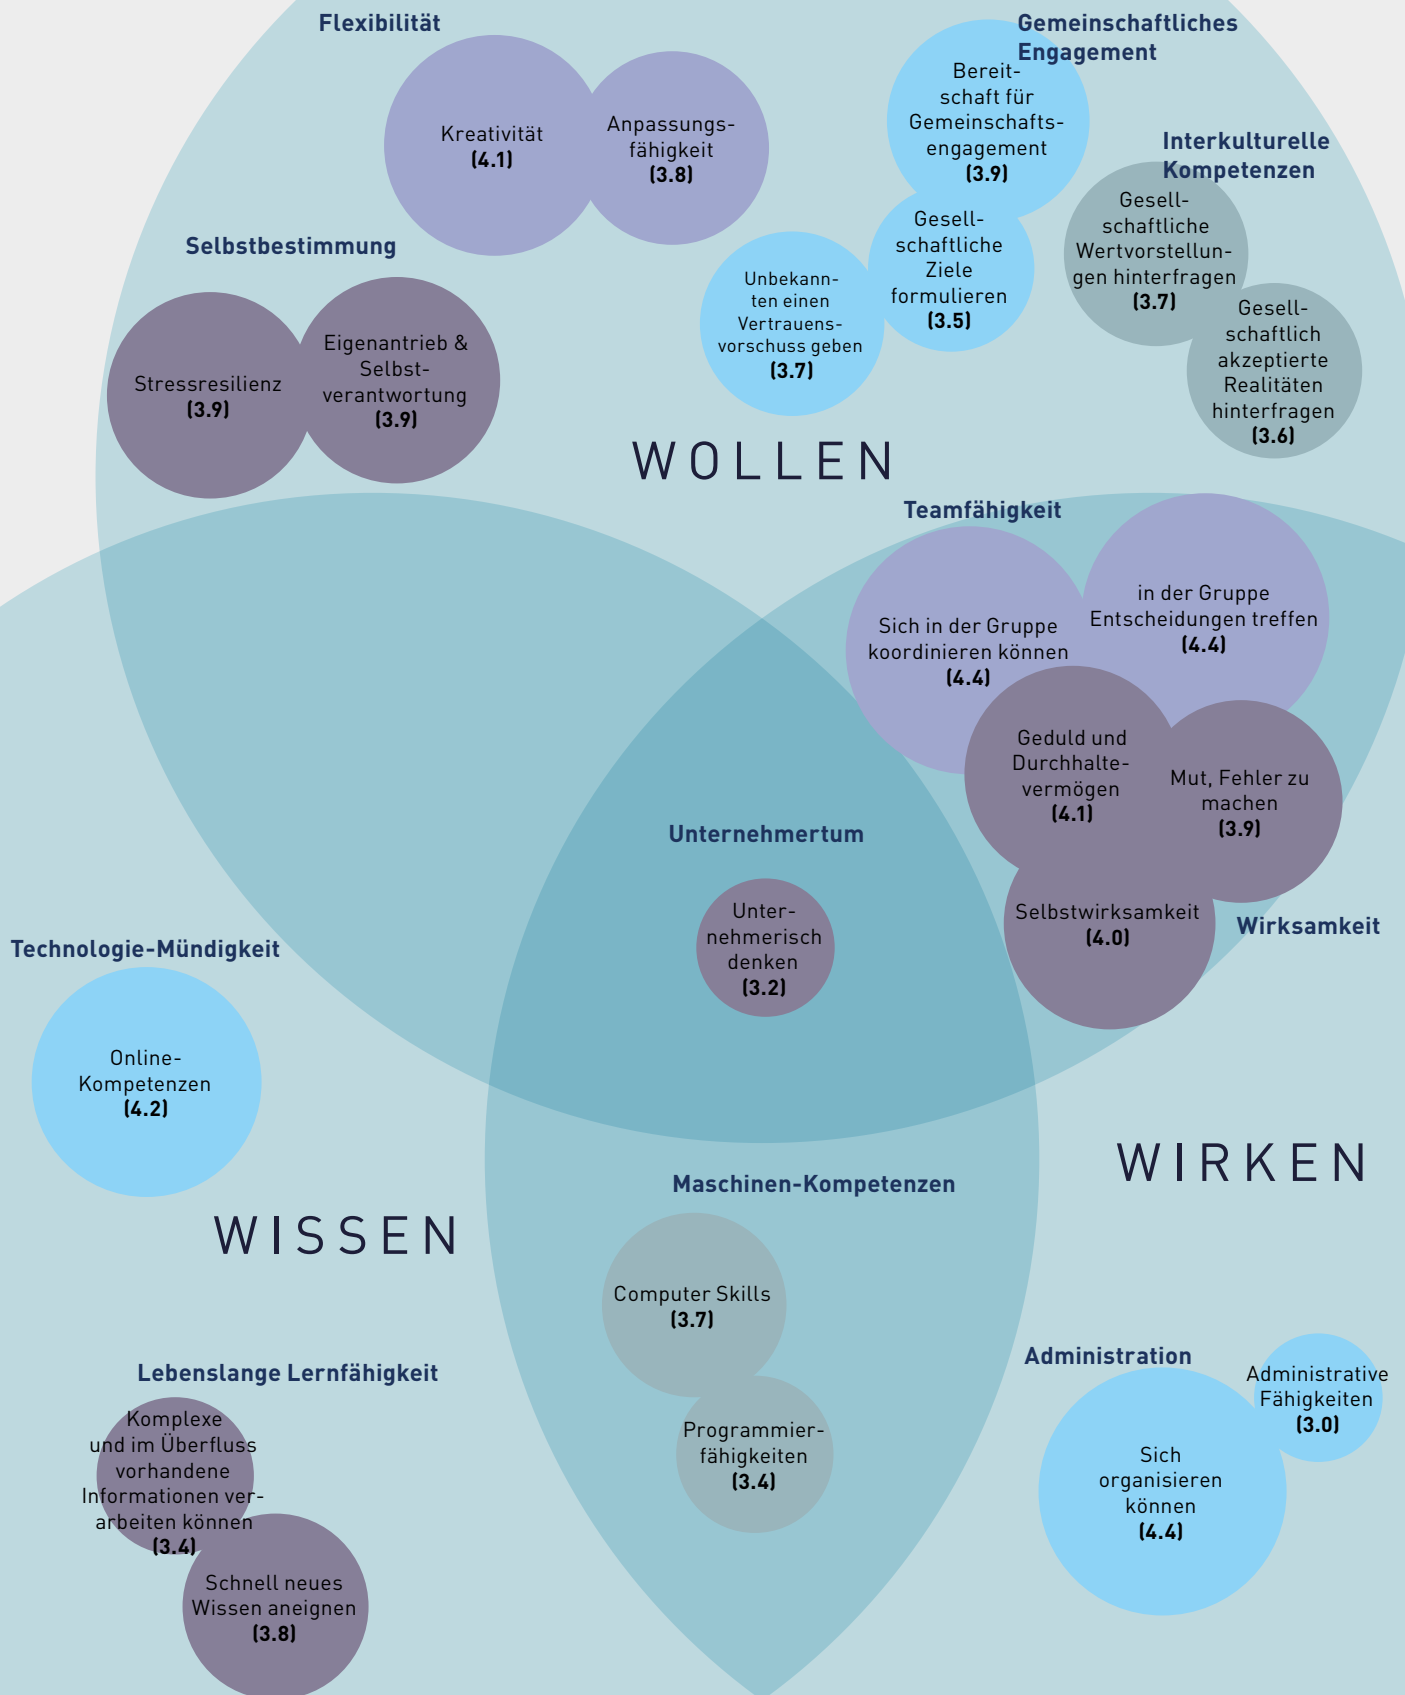 Flexibilität
Kreativität
(4.1)
Anpassungs-
fähigkeit
(3.8)
Gemeinschaftliches
Engagement
Bereit-
schaft für
Gemeinschafts-
engagement
(3.9)
Gesell-
schaftliche
Ziele
formulieren
(3.5)
Unbekann-
ten einen
Vertrauens-
vorschuss geben
(3.7)
Interkulturelle
Kompetenzen
Gesell-
schaftliche
Wertvorstellun-
gen hinterfragen
(3.7)
Gesell-
schaftlich
akzeptierte
Realitäten
hinterfragen
(3.6)
Selbstbestimmung
Stressresilienz
(3.9)
Eigenantrieb &
Selbst-
verantwortung
(3.9)
WOLLEN
Teamfähigkeit
Sich in der Gruppe
koordinieren können
(4.4)
in der Gruppe
Entscheidungen treffen
(4.4)
Geduld und
Durchhalte-
vermögen
(4.1)
Mut, Fehler zu
machen
(3.9)
Selbstwirksamkeit
(4.0)
Wirksamkeit
Unternehmertum
Unter-
nehmerisch
denken
(3.2)
Technologie-Mündigkeit
Online-
Kompetenzen
(4.2)
WIRKEN
WISSEN
Maschinen-Kompetenzen
Computer Skills
(3.7)
Programmier-
fähigkeiten
(3.4)
Lebenslange Lernfähigkeit
Komplexe
und im Überfluss
vorhandene
Informationen ver-
arbeiten können
(3.4)
Schnell neues
Wissen aneignen
(3.8)
Administration
Administrative
Fähigkeiten
(3.0)
Sich
organisieren
können
(4.4)